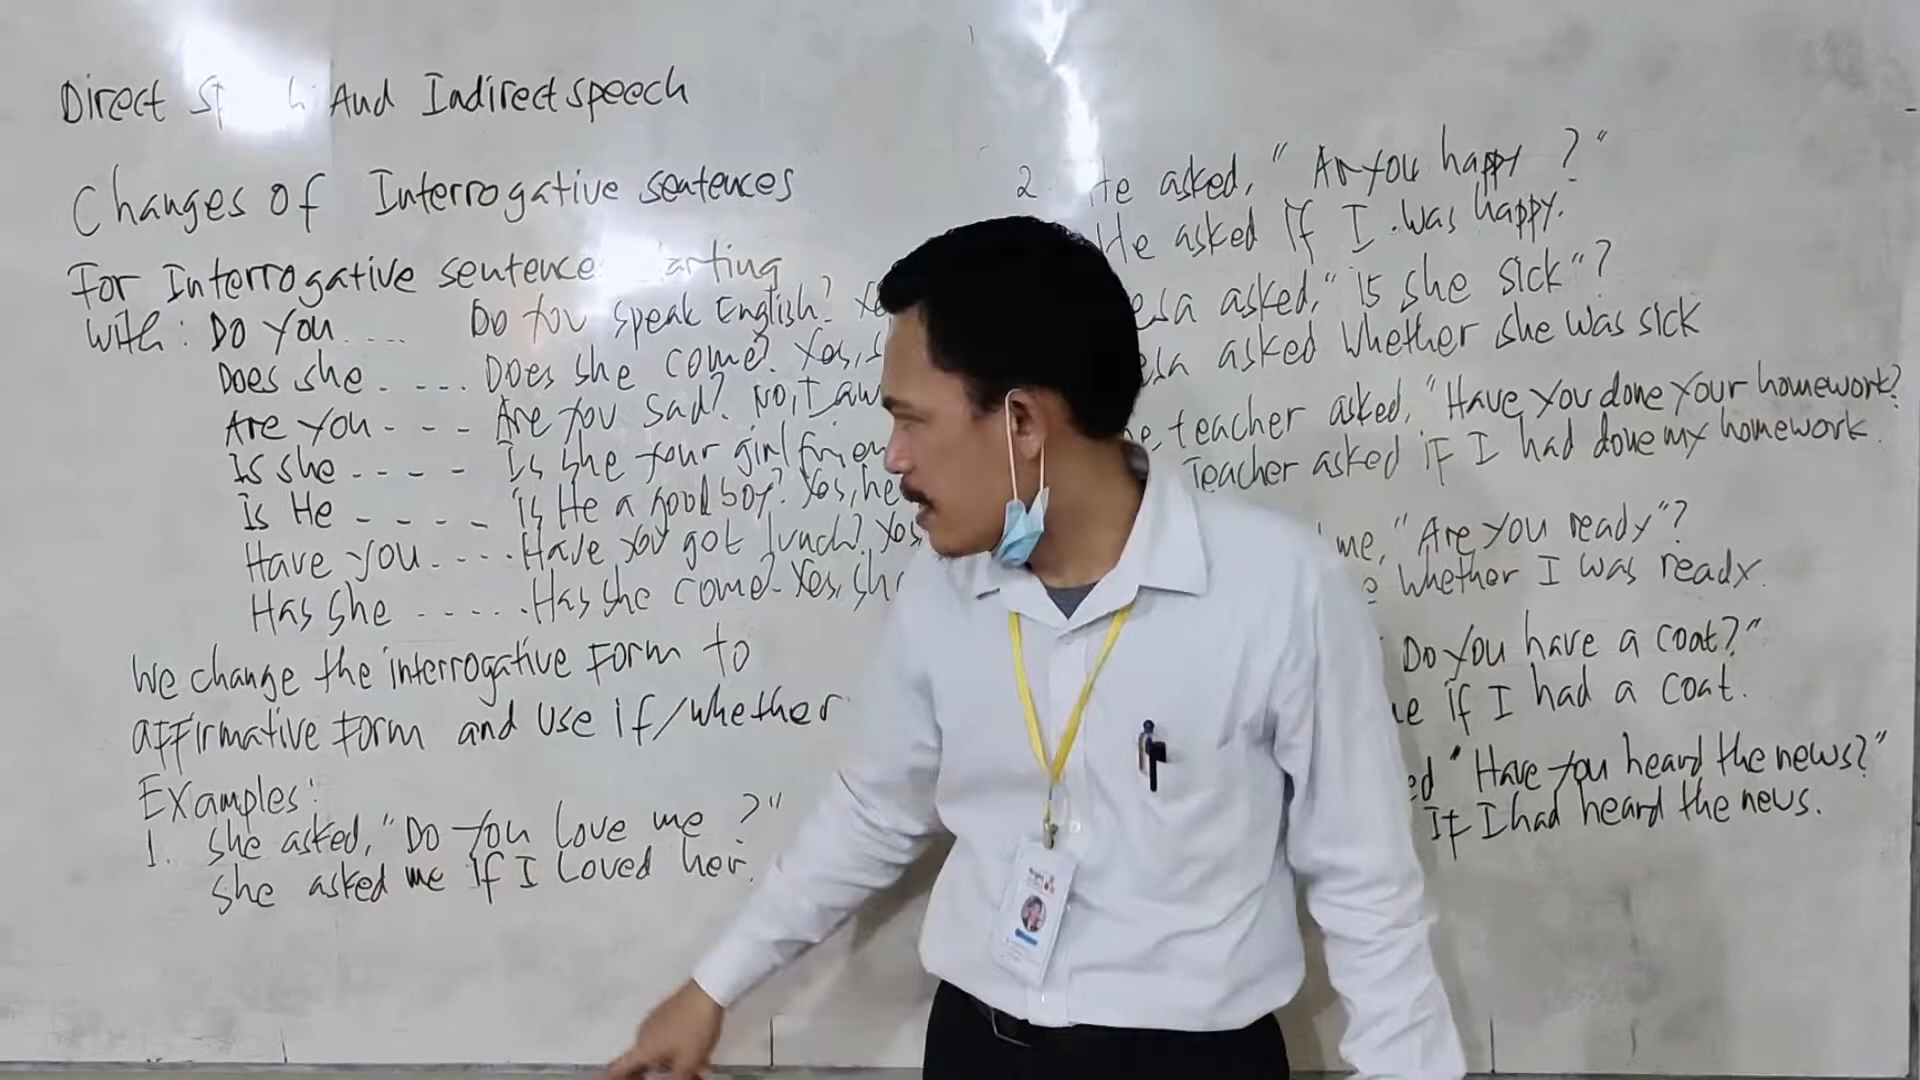 Direct And Indirect speech
Changes of Interrogative sentences
For Interrogative sentence
With: Do you .... Do you speak English?
Does she. --.. Does she come? Yes,
Are you - - - Are you sad? No, I
Is she - - - - Is she your
Is He - - - - is He a good boy? Yes, he
Have you....Have you got lunch? Yes,
Has she ......Has she come? Yes, she
We change the interrogative Form to
affirmative Form and use if/whether
Examples:
1. she asked, "Do you Love me ?"
she asked me if I Loved her.
2. asked, " you happy ?"
He asked if I was happy.
asked, "is she sick"?
asked whether she was sick
teacher asked, "Have you done your homework?
Teacher asked if I had done my homework.
me, "Are you ready"?
whether I was ready.
Do you have a coat?"
if I had a coat.
"Have you heard the news?"
If I had heard the news.